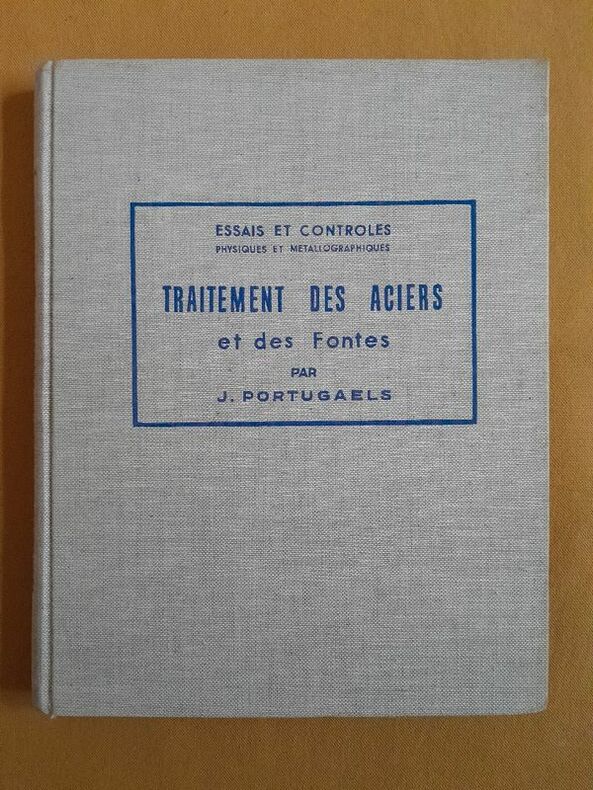 ESSAIS ET CONTROLES
PHYSIQUES ET METALLOGRAPHIQUES
TRAITEMENT DES ACIERS
et des Fontes
PAR
J. PORTUGAELS